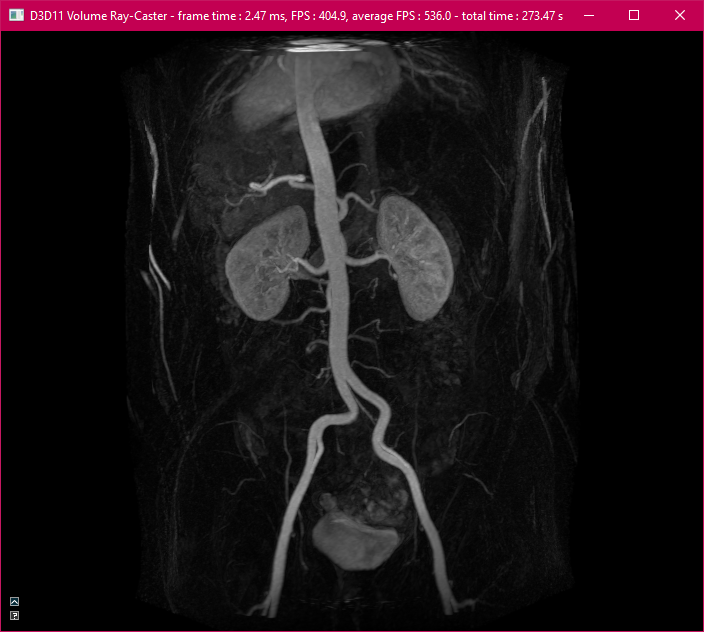 D3D11 Volume Ray-Caster - frame time : 2.47 ms, FPS : 404.9, average FPS : 536.0 - total time : 273.47 s